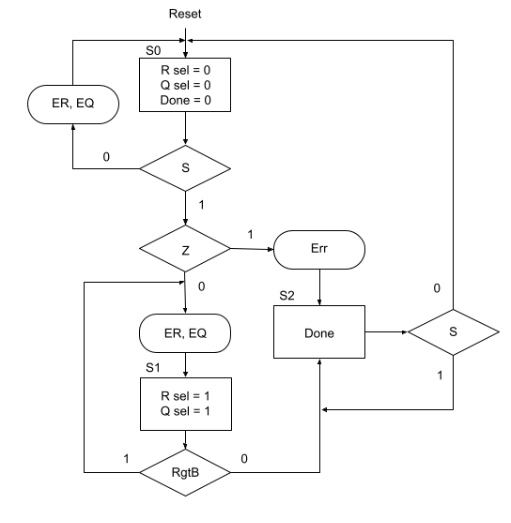 Reset
S0
R sel = 0
Q sel = 0
Done = 0
ER, EQ
0
S
1
Z
1
Err
0
S2
ER, EQ
Done
0
S
1
S1
R sel = 1
Q sel = 1
1
RgtB
0